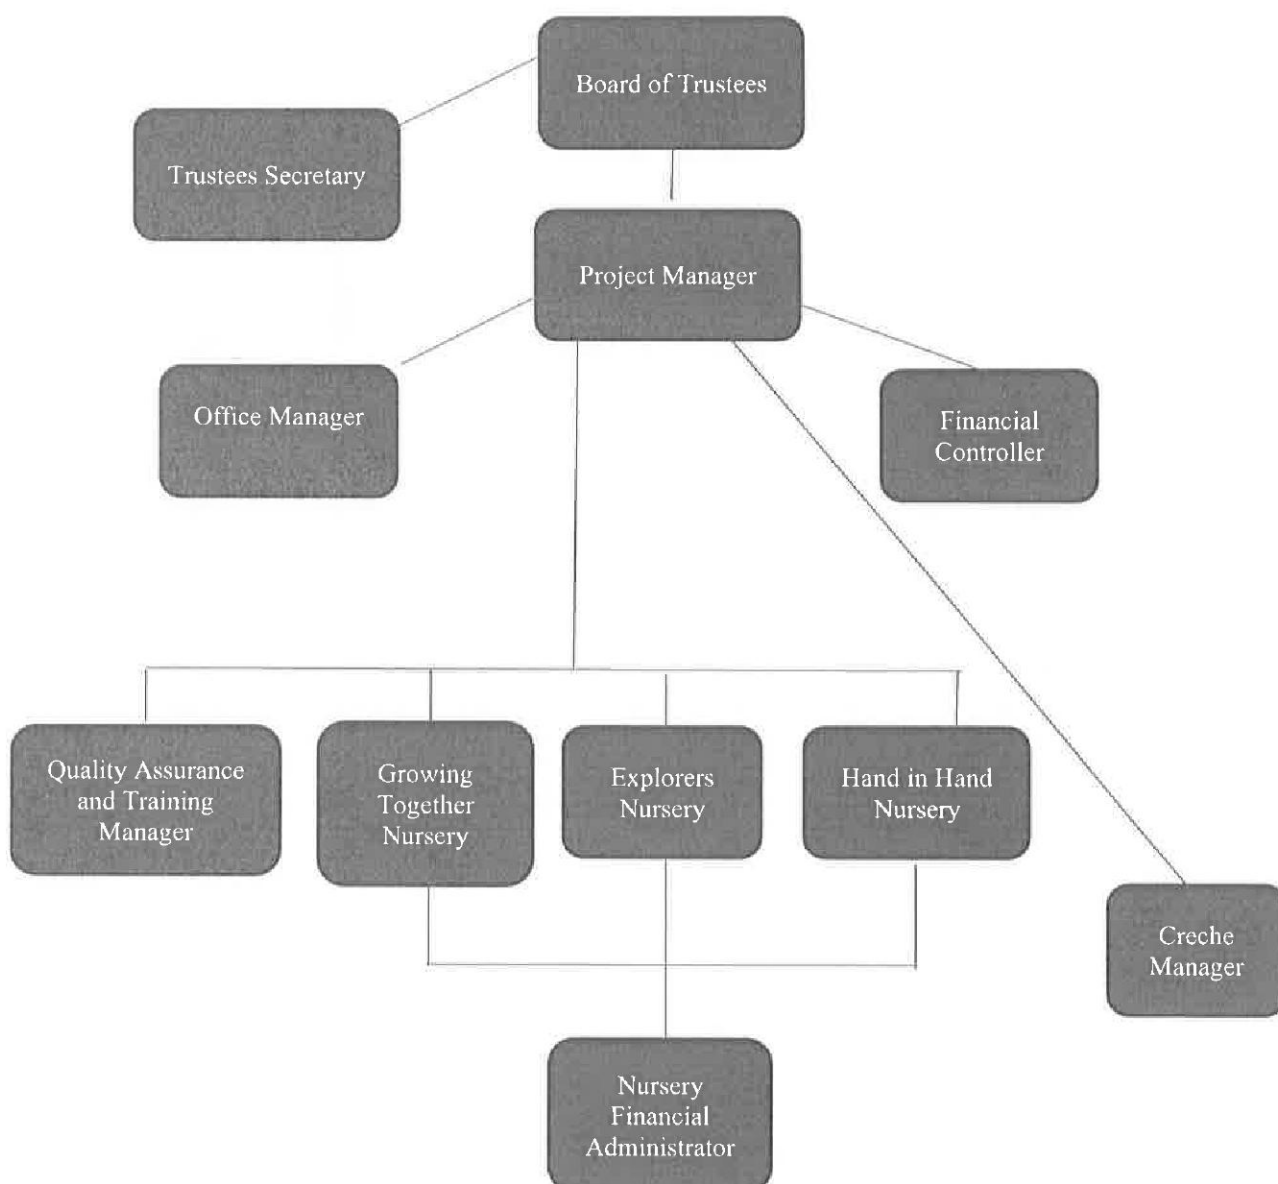 Board of Trustees
Trustees Secretary
Project Manager
Office Manager
Financial
Controller
Quality Assurance
and Training
Manager
Growing
Together
Nursery
Explorers
Nursery
Hand in Hand
Nursery
Creche
Manager
Nursery
Financial
Administrator